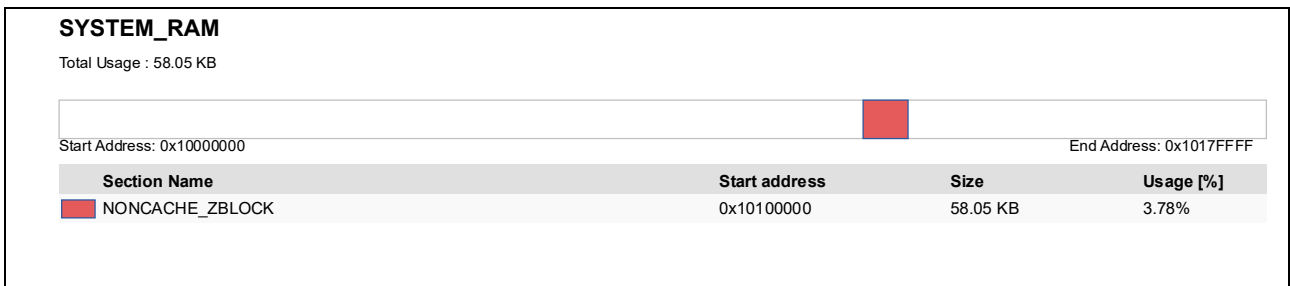 SYSTEM_RAM
Total Usage : 58.05 KB
Start Address: 0x10000000 End Address: 0x1017FFFF
Section Name Start address Size Usage [%]
NONCACHE_ZBLOCK 0x10100000 58.05 KB 3.78%